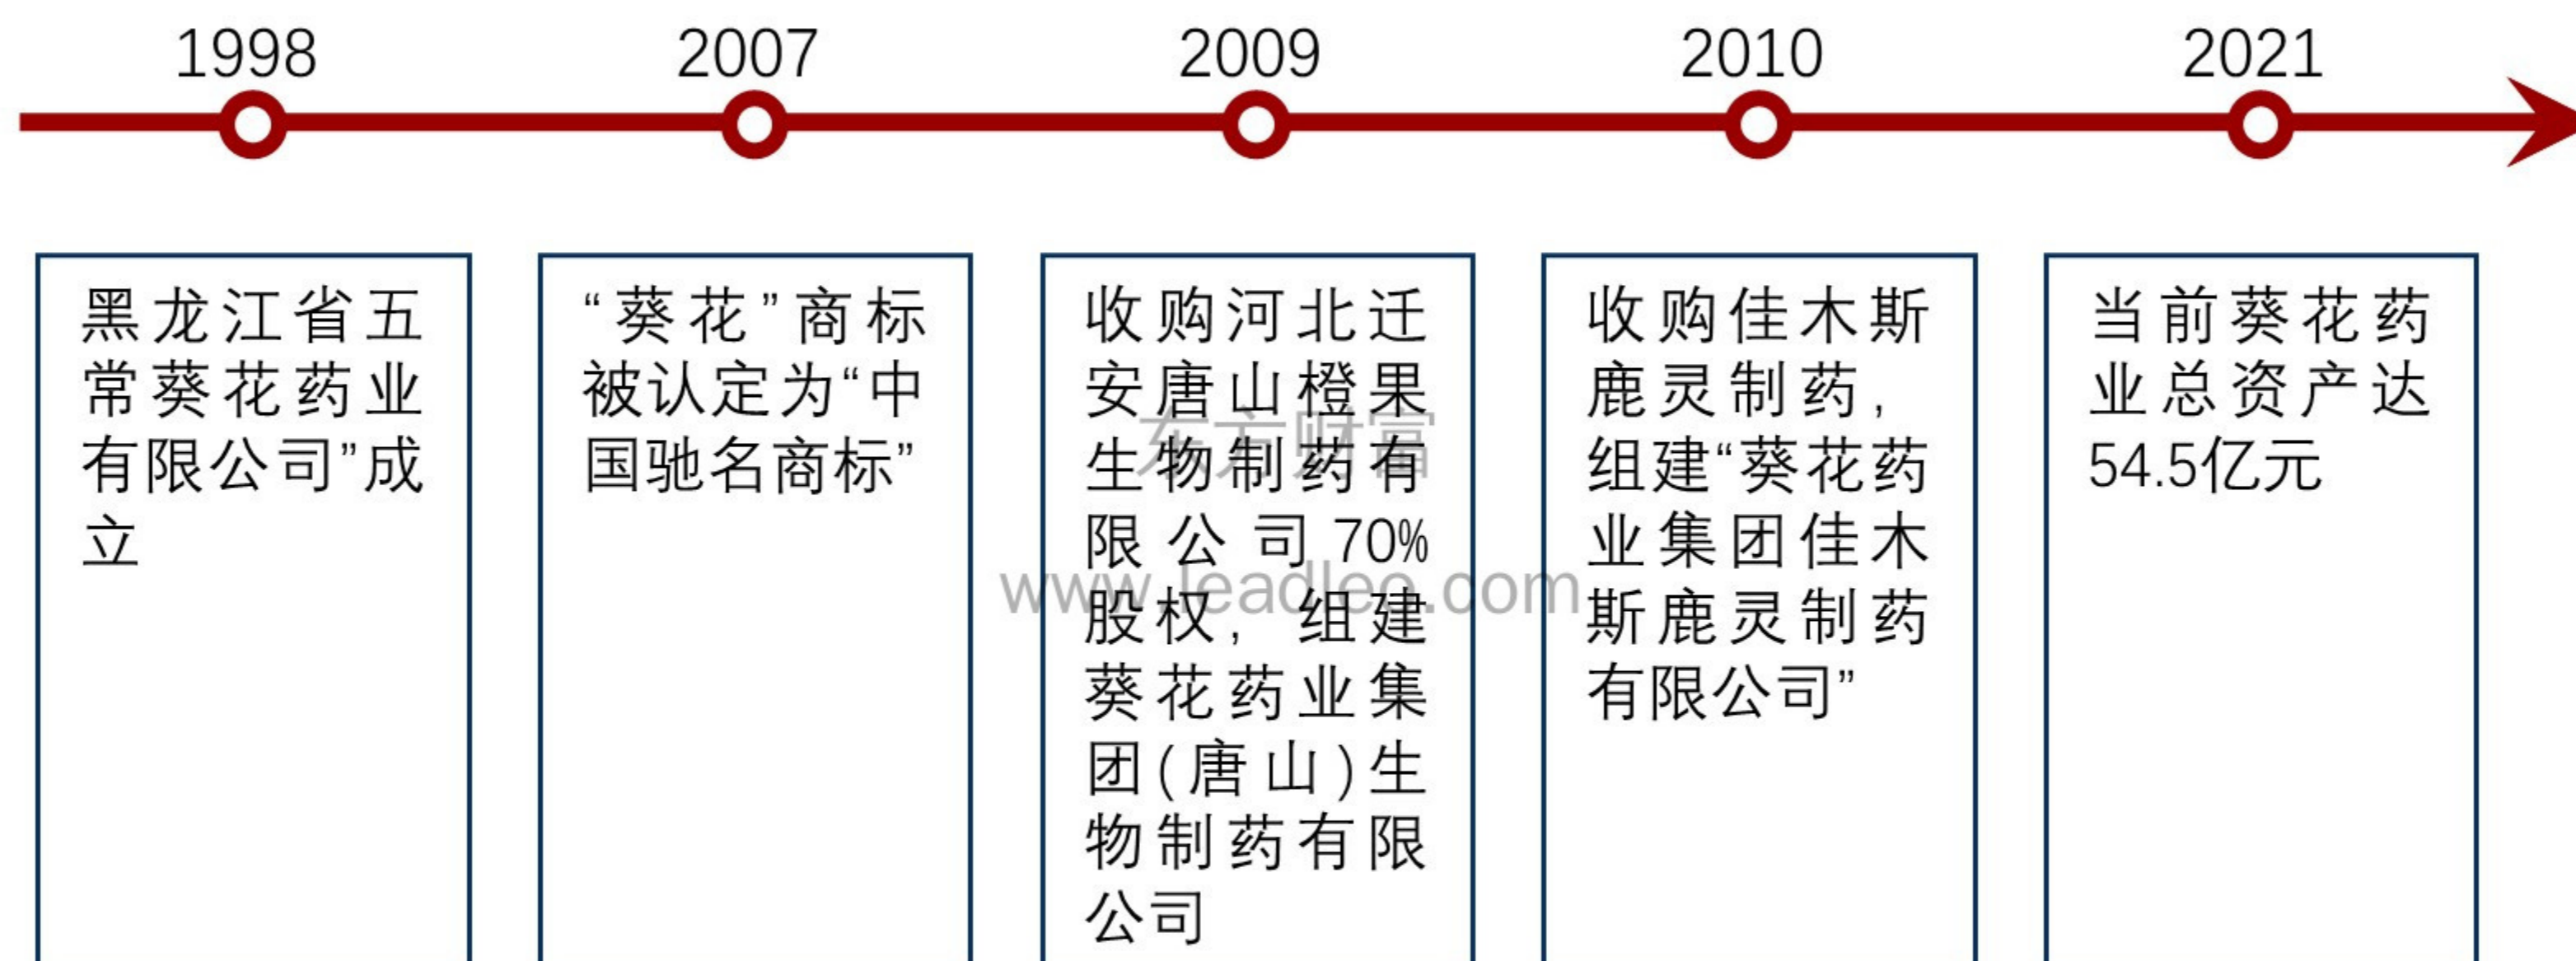 1998
2007
2009
2010
2021
黑龙江省五
常葵花药业
有限公司”成
立
“葵花”商标
被认定为“中
国驰名商标”
收购河北迁
安唐山橙果
生物制药有
限公司70%
股权，组建
葵花药业集
团(唐山)生
物制药有限
公司
收购佳木斯
鹿灵制药，
组建“葵花药
业集团佳木
斯鹿灵制药
有限公司”
当前葵花药
业总资产达
54.5亿元
东方财富
www.leadleo.com